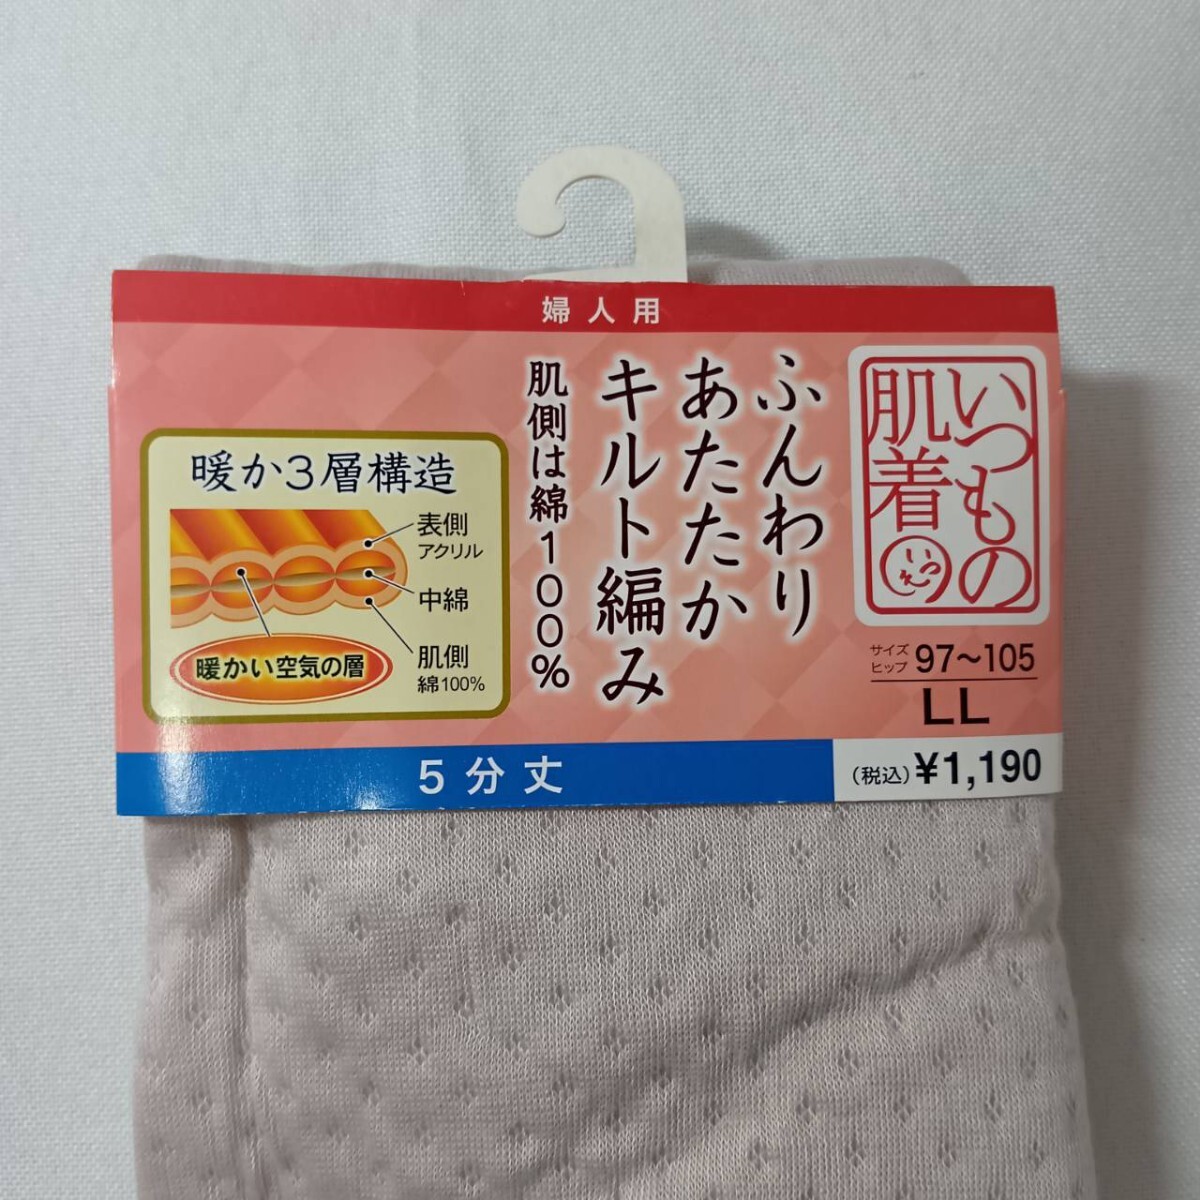 婦人用
いつもの
肌着
ふんわり
あたたか
キルト編み
肌側は綿100%
暖か3層構造
表側
アクリル
中綿
肌側
綿100%
暖かい空気の層
サイズ
ヒップ 97～105
LL
5分丈
(税込) ¥1,190